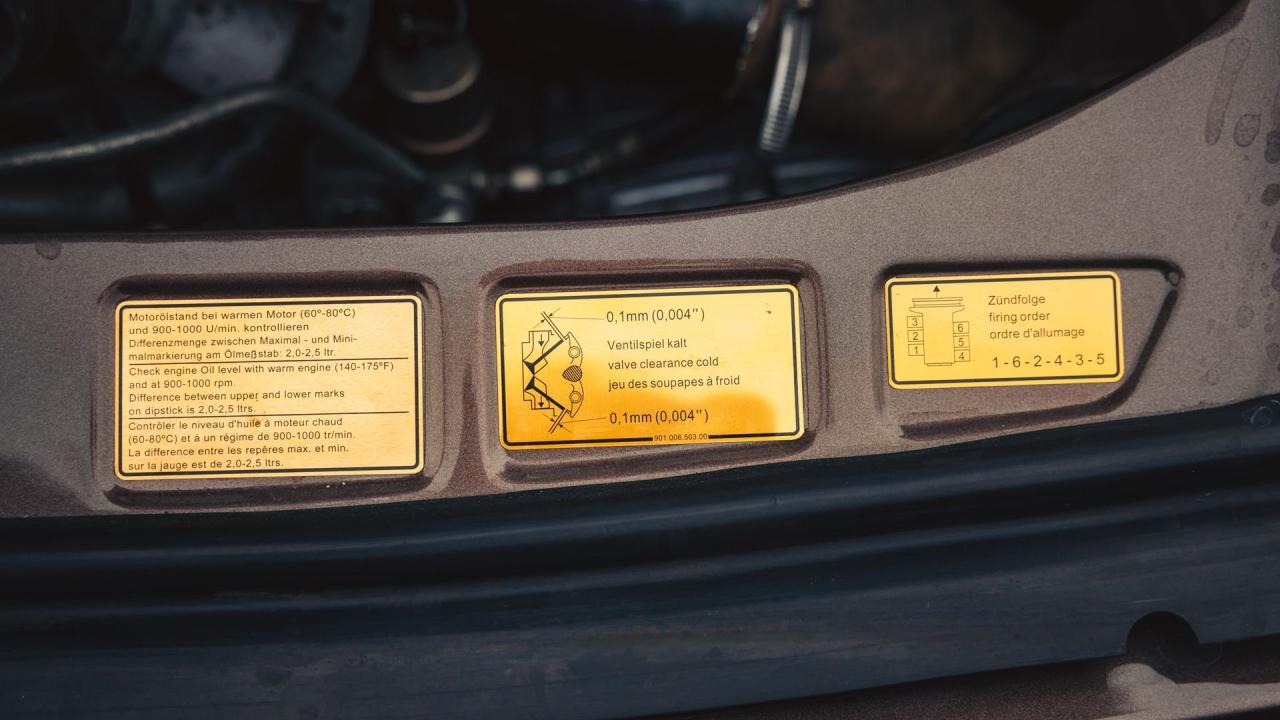 Motorölstand bei warmen Motor (60º-80ºC)
und 900-1000 U/min. kontrollieren
Differenzmenge zwischen Maximal - und Mini-
malmarkierung am Ölmeßstab: 2,0-2,5 ltr.
Check engine Oil level with warm engine (140-175ºF)
and at 900-1000 rpm.
Difference between upper and lower marks
on dipstick is 2,0-2,5 ltrs.
Contrôler le niveau d'huile à moteur chaud
(60-80ºC) et à un régime de 900-1000 tr/min.
La différence entre les repêres max. et min.
sur la jauge est de 2,0-2,5 ltrs.
0,1mm (0,004")
Ventilspiel kalt
valve clearance cold
jeu des soupapes à froid
0,1mm (0,004")
901.006.503.00
3
2
1
6
5
4
Zündfolge
firing order
ordre d'allumage
1-6-2-4-3-5